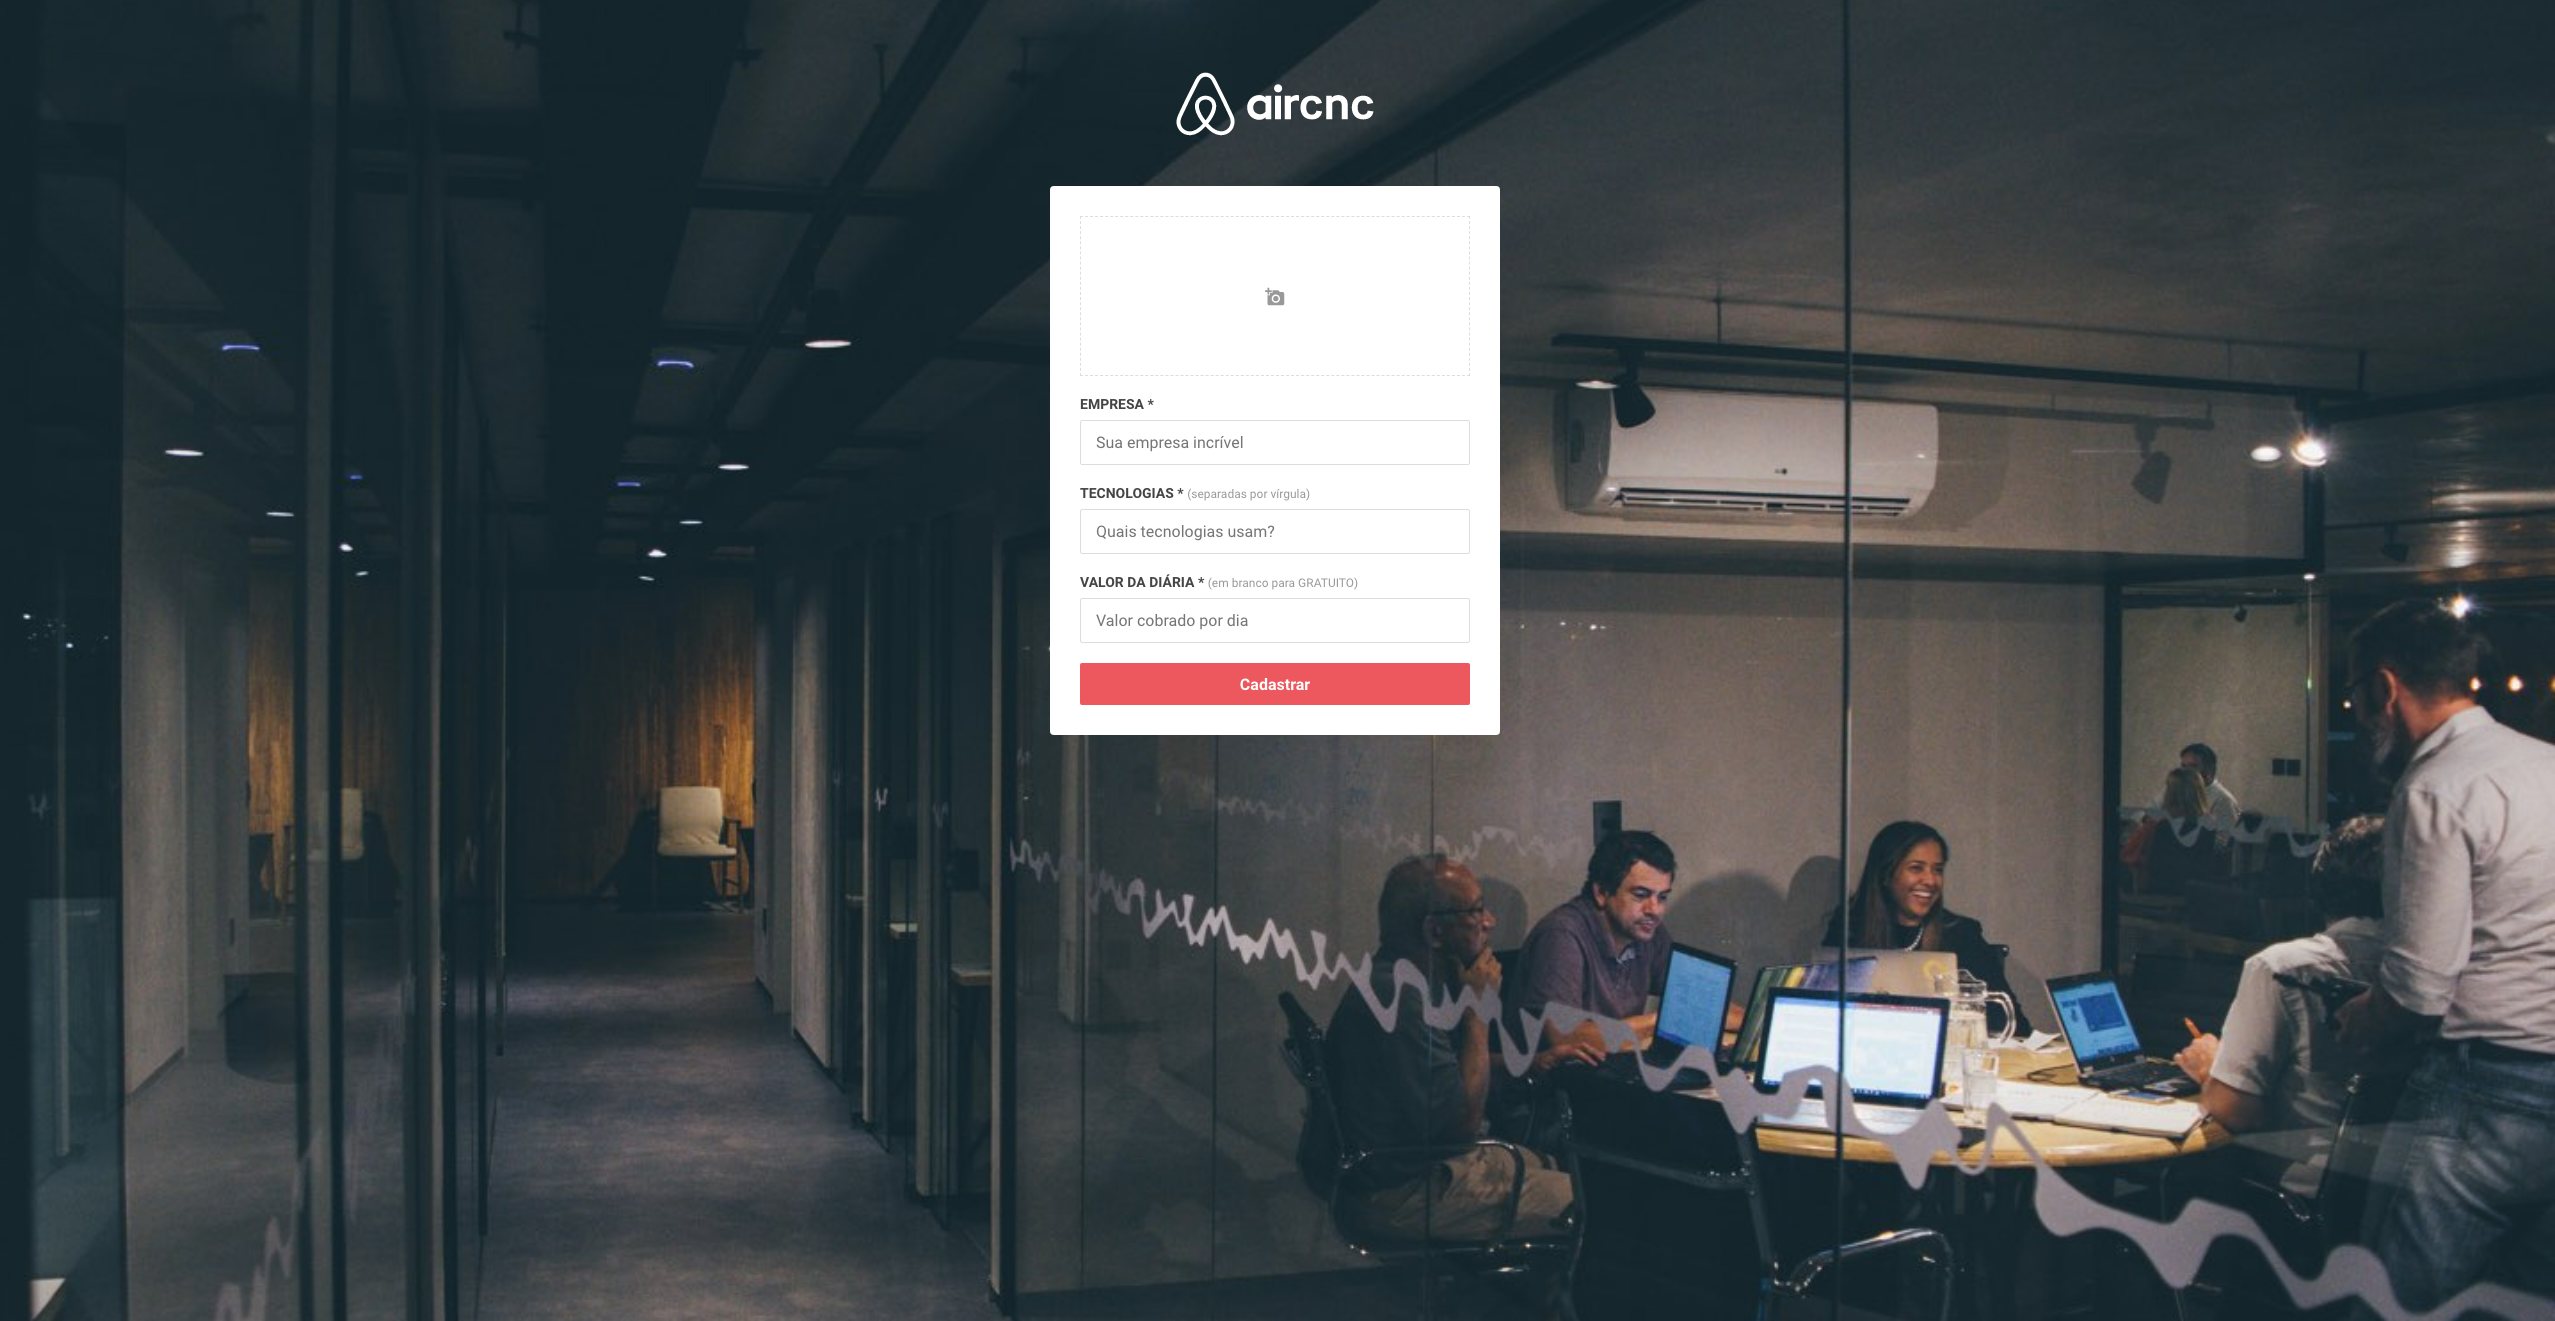 aircnc
EMPRESA *
Sua empresa incrível
TECNOLOGIAS * (separadas por vírgula)
Quais tecnologias usam?
VALOR DA DIÁRIA * (em branco para GRATUITO)
Valor cobrado por dia
Cadastrar